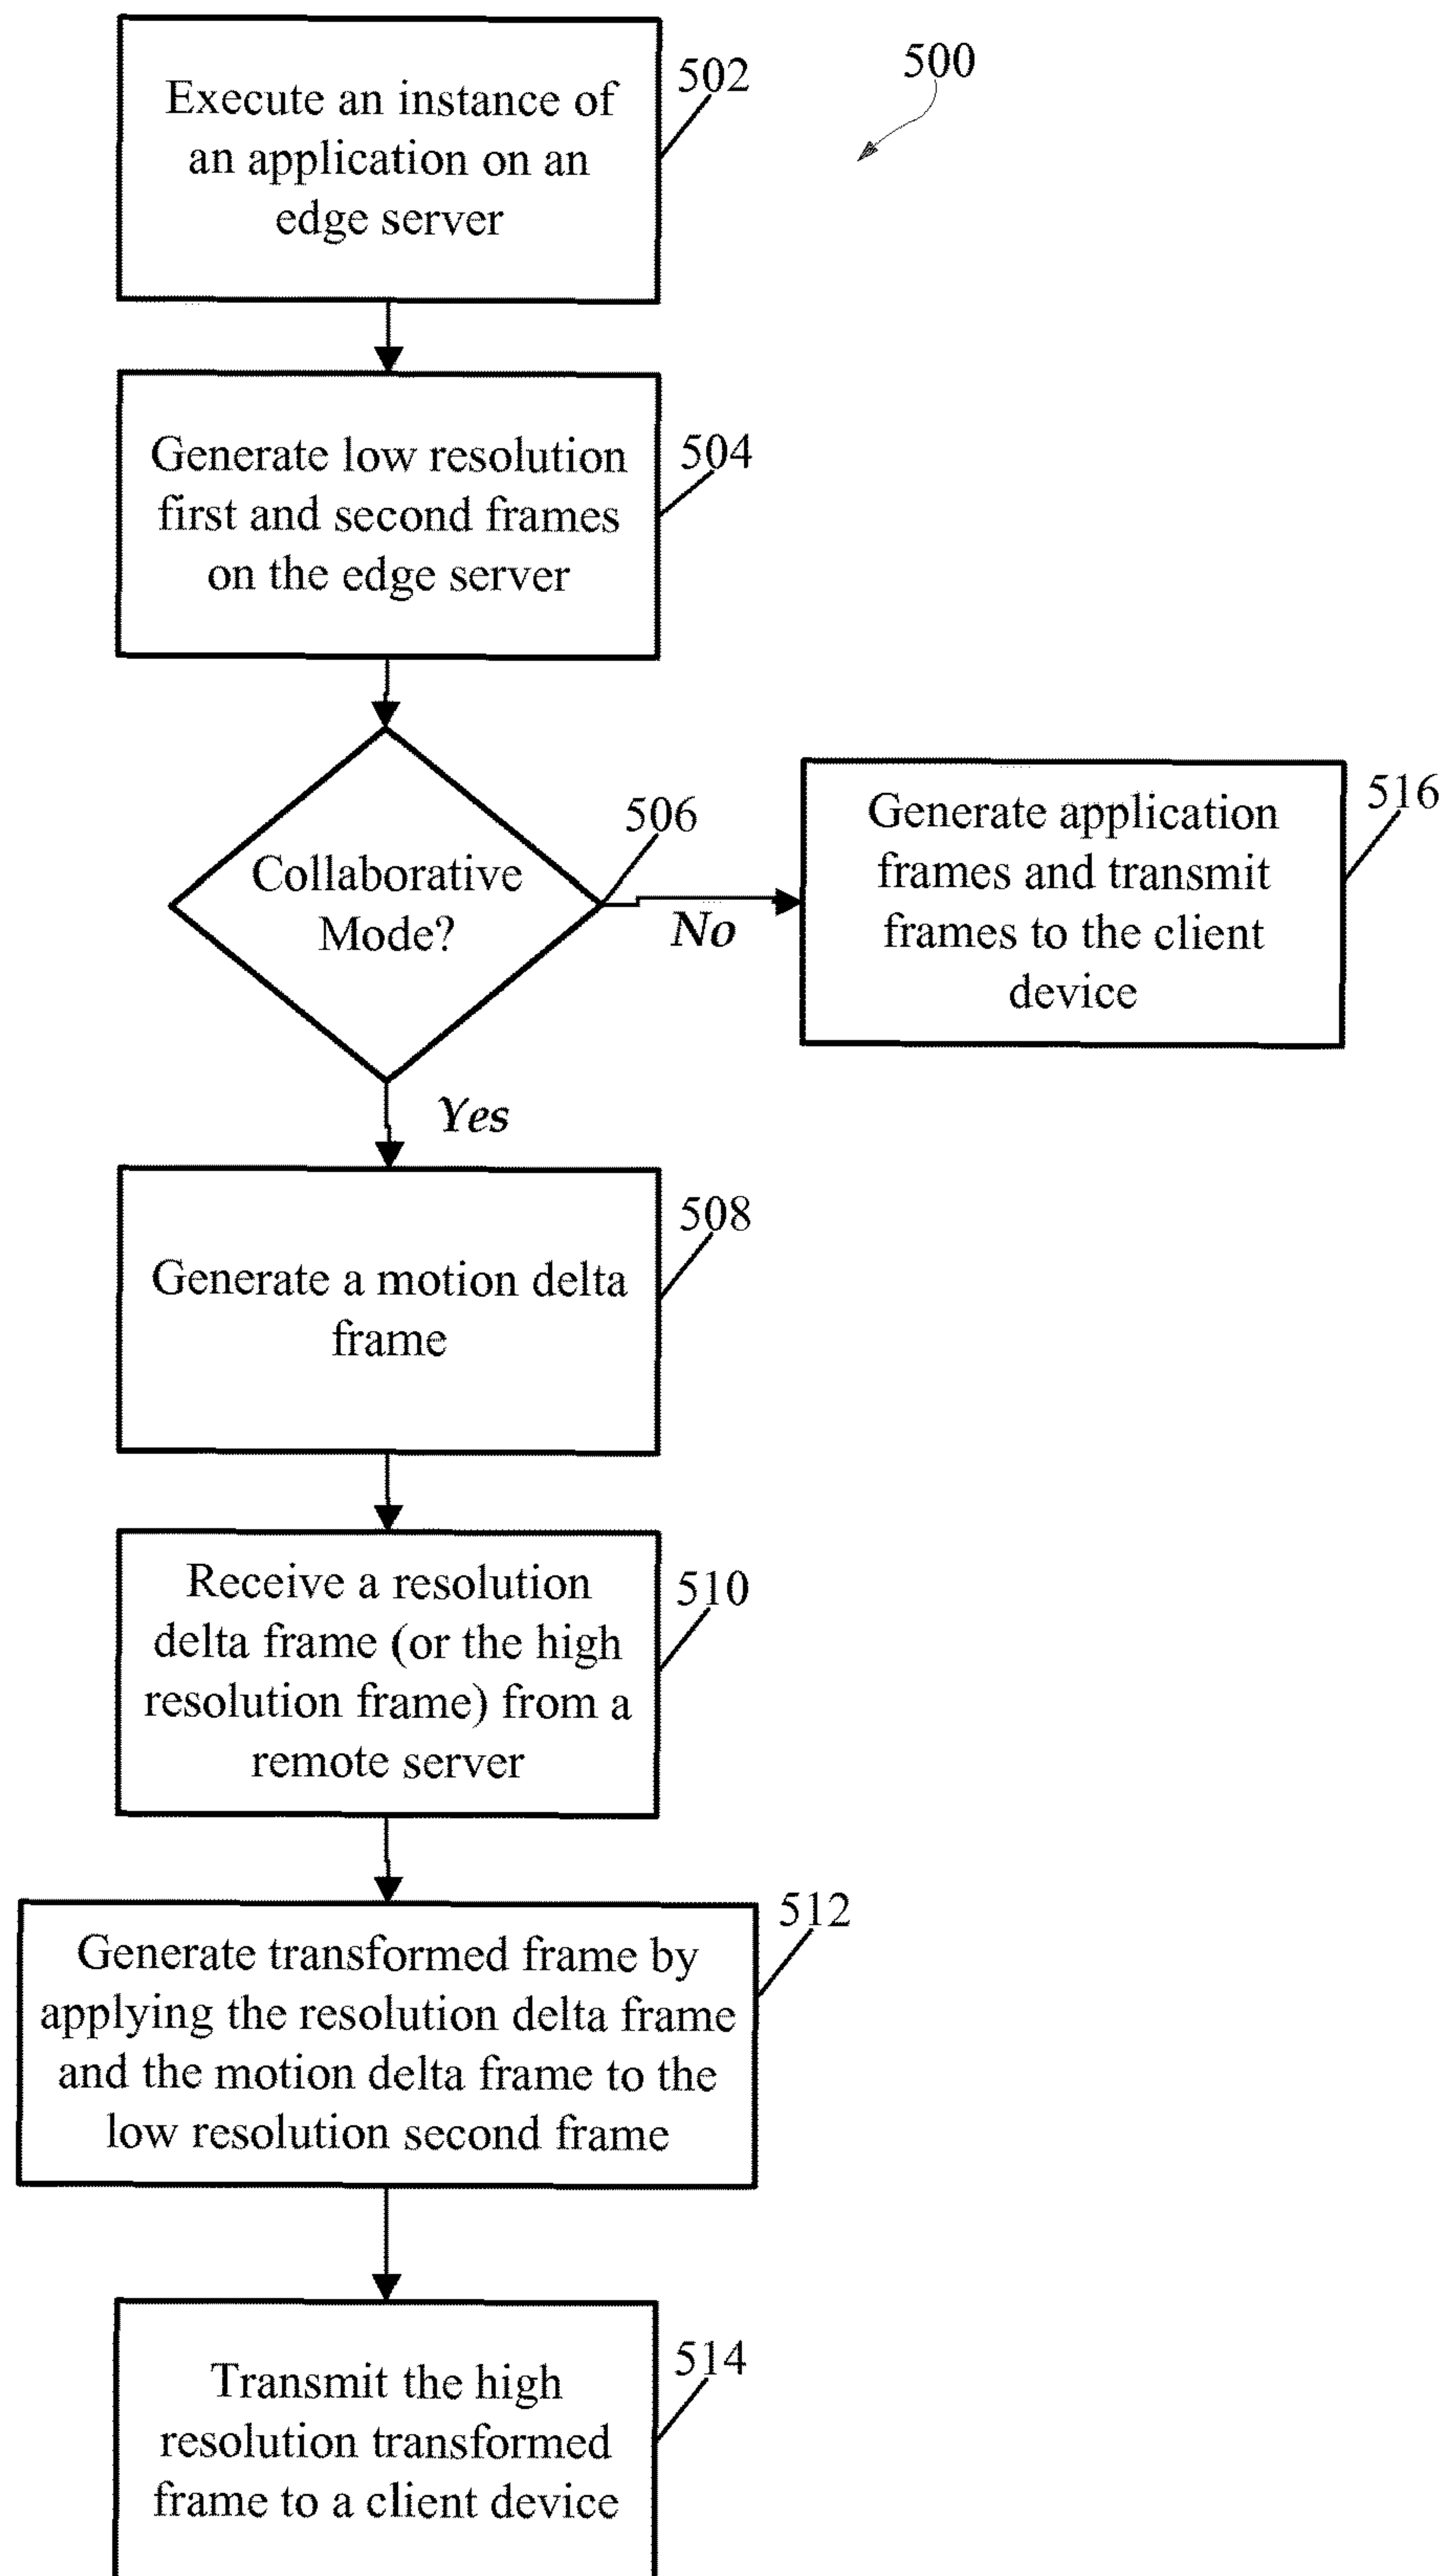 500
502
Execute an instance of
an application on an
edge server
504
Generate low resolution
first and second frames
on the edge server
506
Collaborative
Mode?
No
516
Generate application
frames and transmit
frames to the client
device
Yes
508
Generate a motion delta
frame
510
Receive a resolution
delta frame (or the high
resolution frame) from a
remote server
512
Generate transformed frame by
applying the resolution delta frame
and the motion delta frame to the
low resolution second frame
514
Transmit the high
resolution transformed
frame to a client device